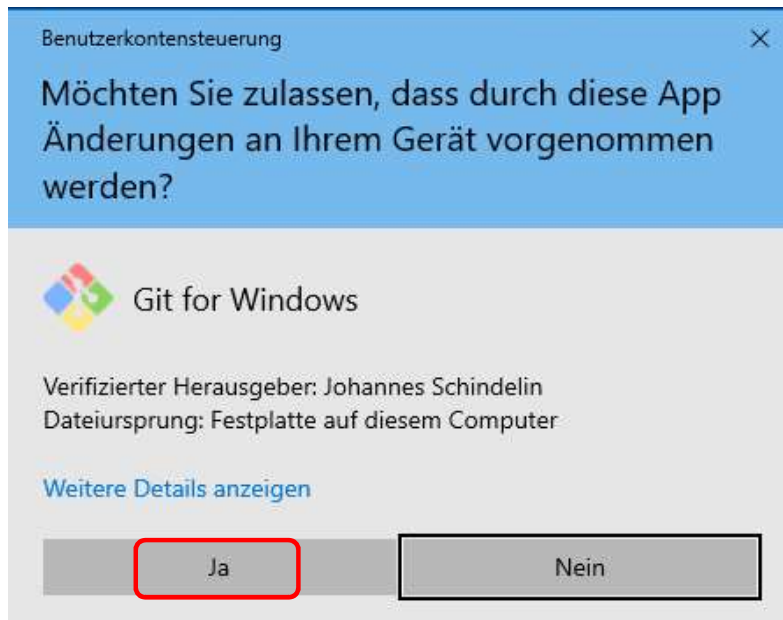 Benutzerkontensteuerung
Möchten Sie zulassen, dass durch diese App
Änderungen an Ihrem Gerät vorgenommen
werden?
Git for Windows
Verifizierter Herausgeber: Johannes Schindelin
Dateiursprung: Festplatte auf diesem Computer
Weitere Details anzeigen
Ja
Nein